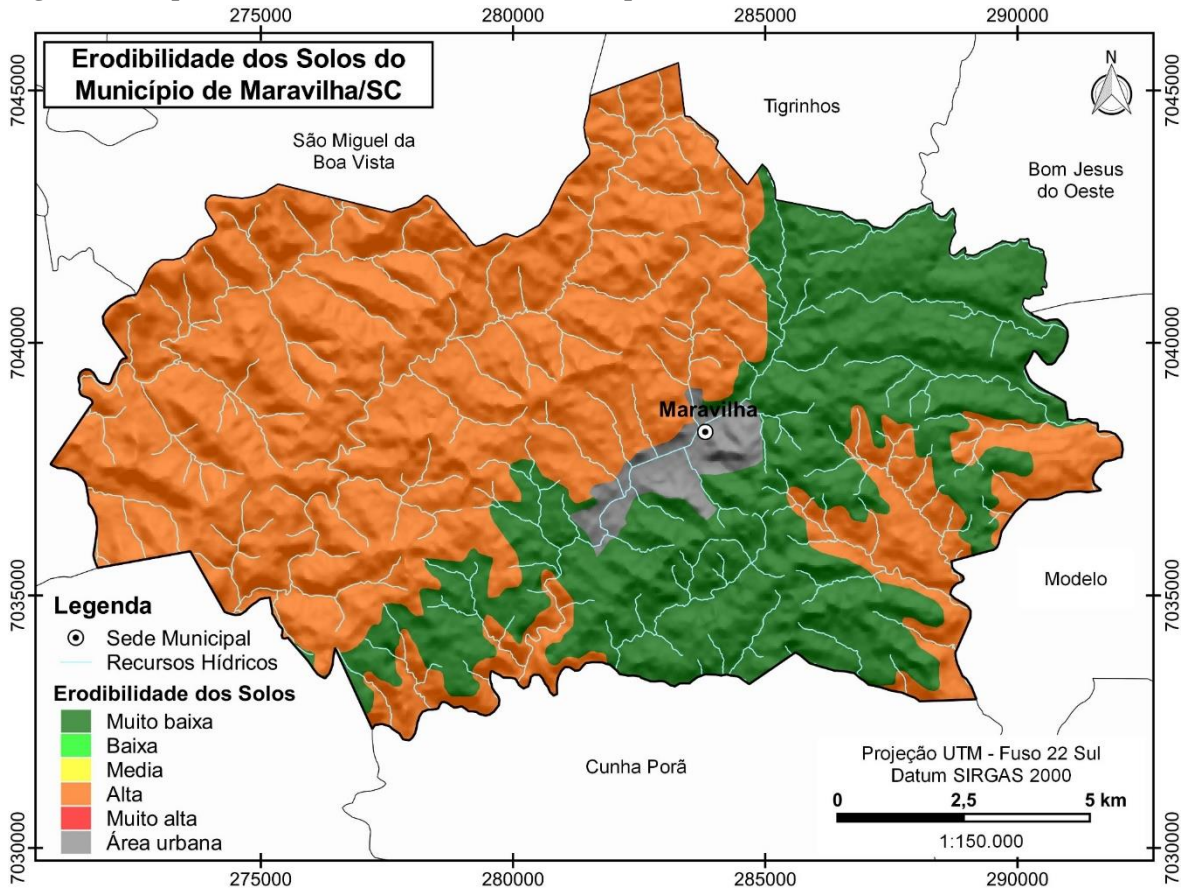 275000 280000 285000 290000
Erodibilidade dos Solos do
Município de Maravilha/SC
N
7045000 7045000
Tigrinhos
São Miguel da
Boa Vista
Bom Jesus
do Oeste
7040000 7040000
Maravilha
Modelo
7035000 7035000
Legenda
Sede Municipal
Recursos Hídricos
Erodibilidade dos Solos
Muito baixa
Baixa
Media
Alta
Muito alta
Área urbana
Cunha Porã
Projeção UTM - Fuso 22 Sul
Datum SIRGAS 2000
0 2,5 5 km
1:150.000
7030000 7030000
275000 280000 285000 290000